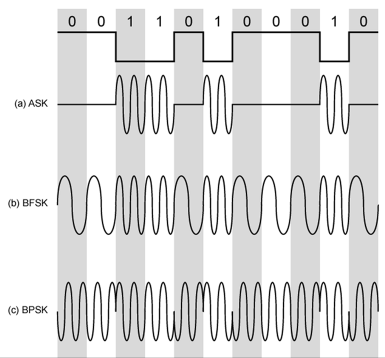 0 0 1 1 0 1 0 0 0 1 0
(a) ASK
(b) BFSK
(c) BPSK